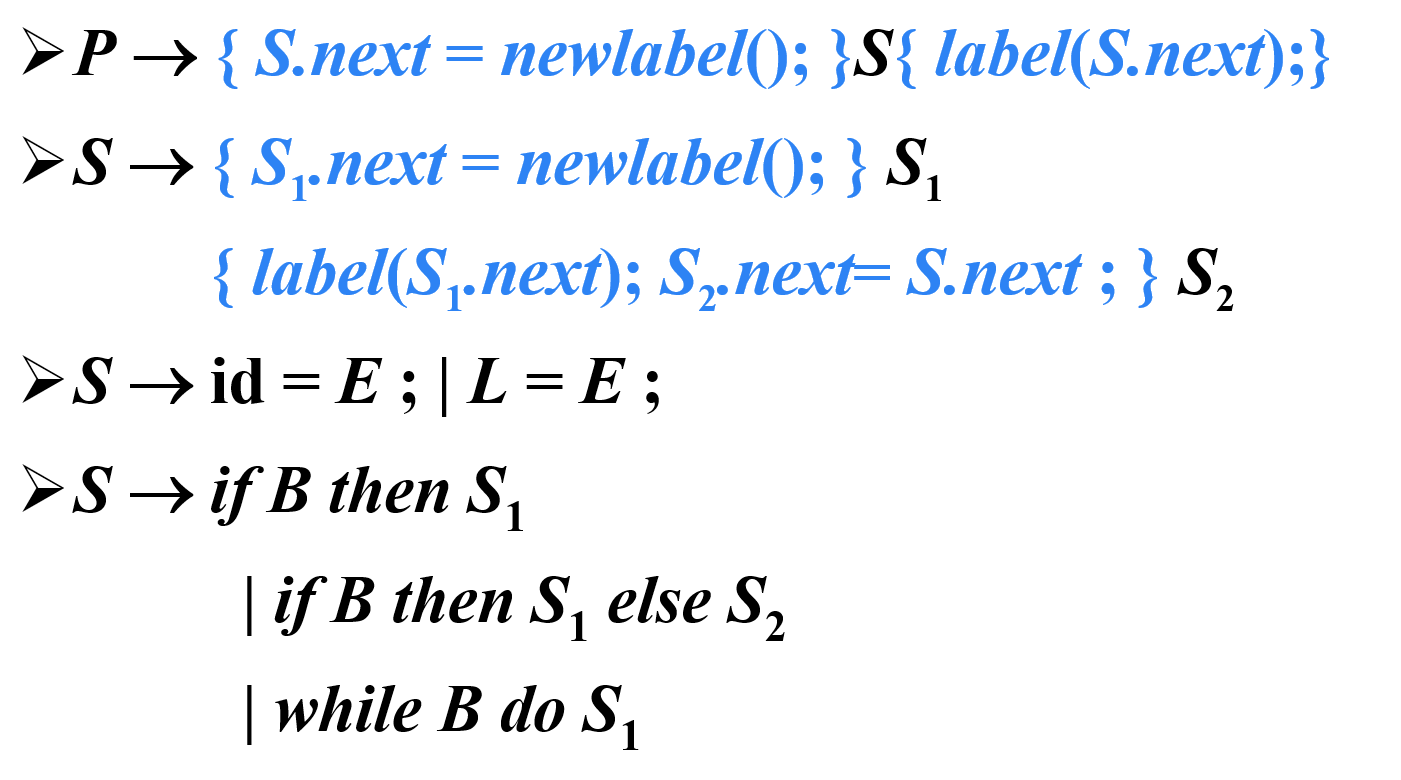 ➢P → { S.next = newlabel(); }S{ label(S.next);}
➢S → { S₁.next = newlabel(); } S₁
{ label(S₁.next); S₂.next= S.next ; } S₂
➢S → id = E ; | L = E ;
➢S → if B then S₁
| if B then S₁ else S₂
| while B do S₁